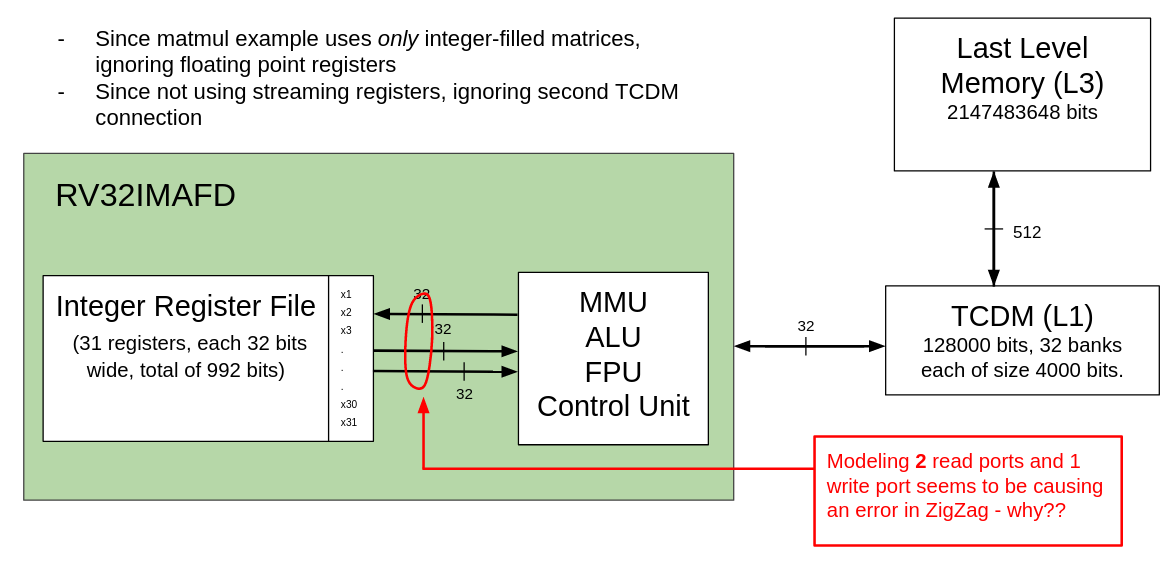 - Since matmul example uses only integer-filled matrices,
ignoring floating point registers
- Since not using streaming registers, ignoring second TCDM
connection
Last Level
Memory (L3)
2147483648 bits
512
RV32IMAFD
Integer Register File
(31 registers, each 32 bits
wide, total of 992 bits)
x1
x2
x3
.
.
.
x30
x31
32
32
32
MMU
ALU
FPU
Control Unit
32
TCDM (L1)
128000 bits, 32 banks
each of size 4000 bits.
Modeling 2 read ports and 1
write port seems to be causing
an error in ZigZag - why??